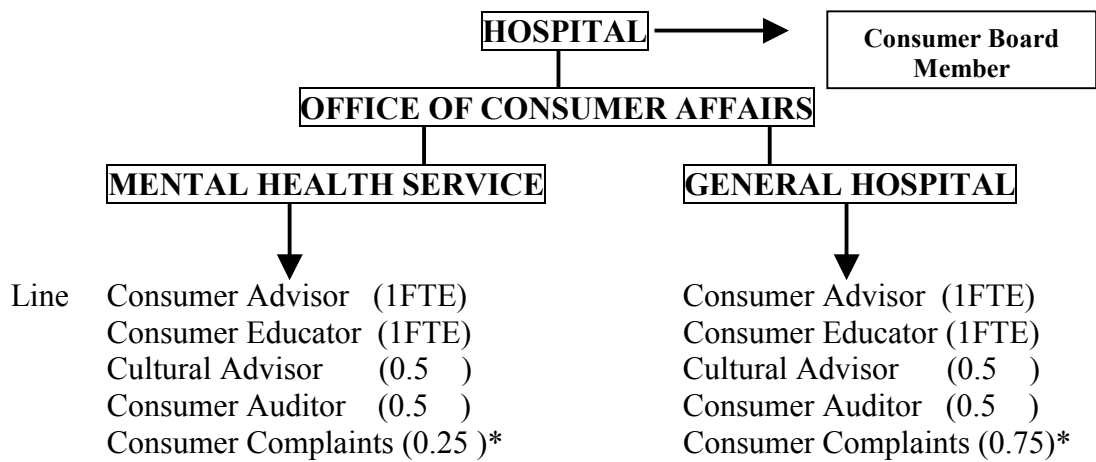 HOSPITAL
Consumer Board
Member
OFFICE OF CONSUMER AFFAIRS
MENTAL HEALTH SERVICE
GENERAL HOSPITAL
Line Consumer Advisor (1FTE) Consumer Advisor (1FTE)
Consumer Educator (1FTE) Consumer Educator (1FTE)
Cultural Advisor (0.5 ) Cultural Advisor (0.5 )
Consumer Auditor (0.5 ) Consumer Auditor (0.5 )
Consumer Complaints (0.25 )* Consumer Complaints (0.75)*